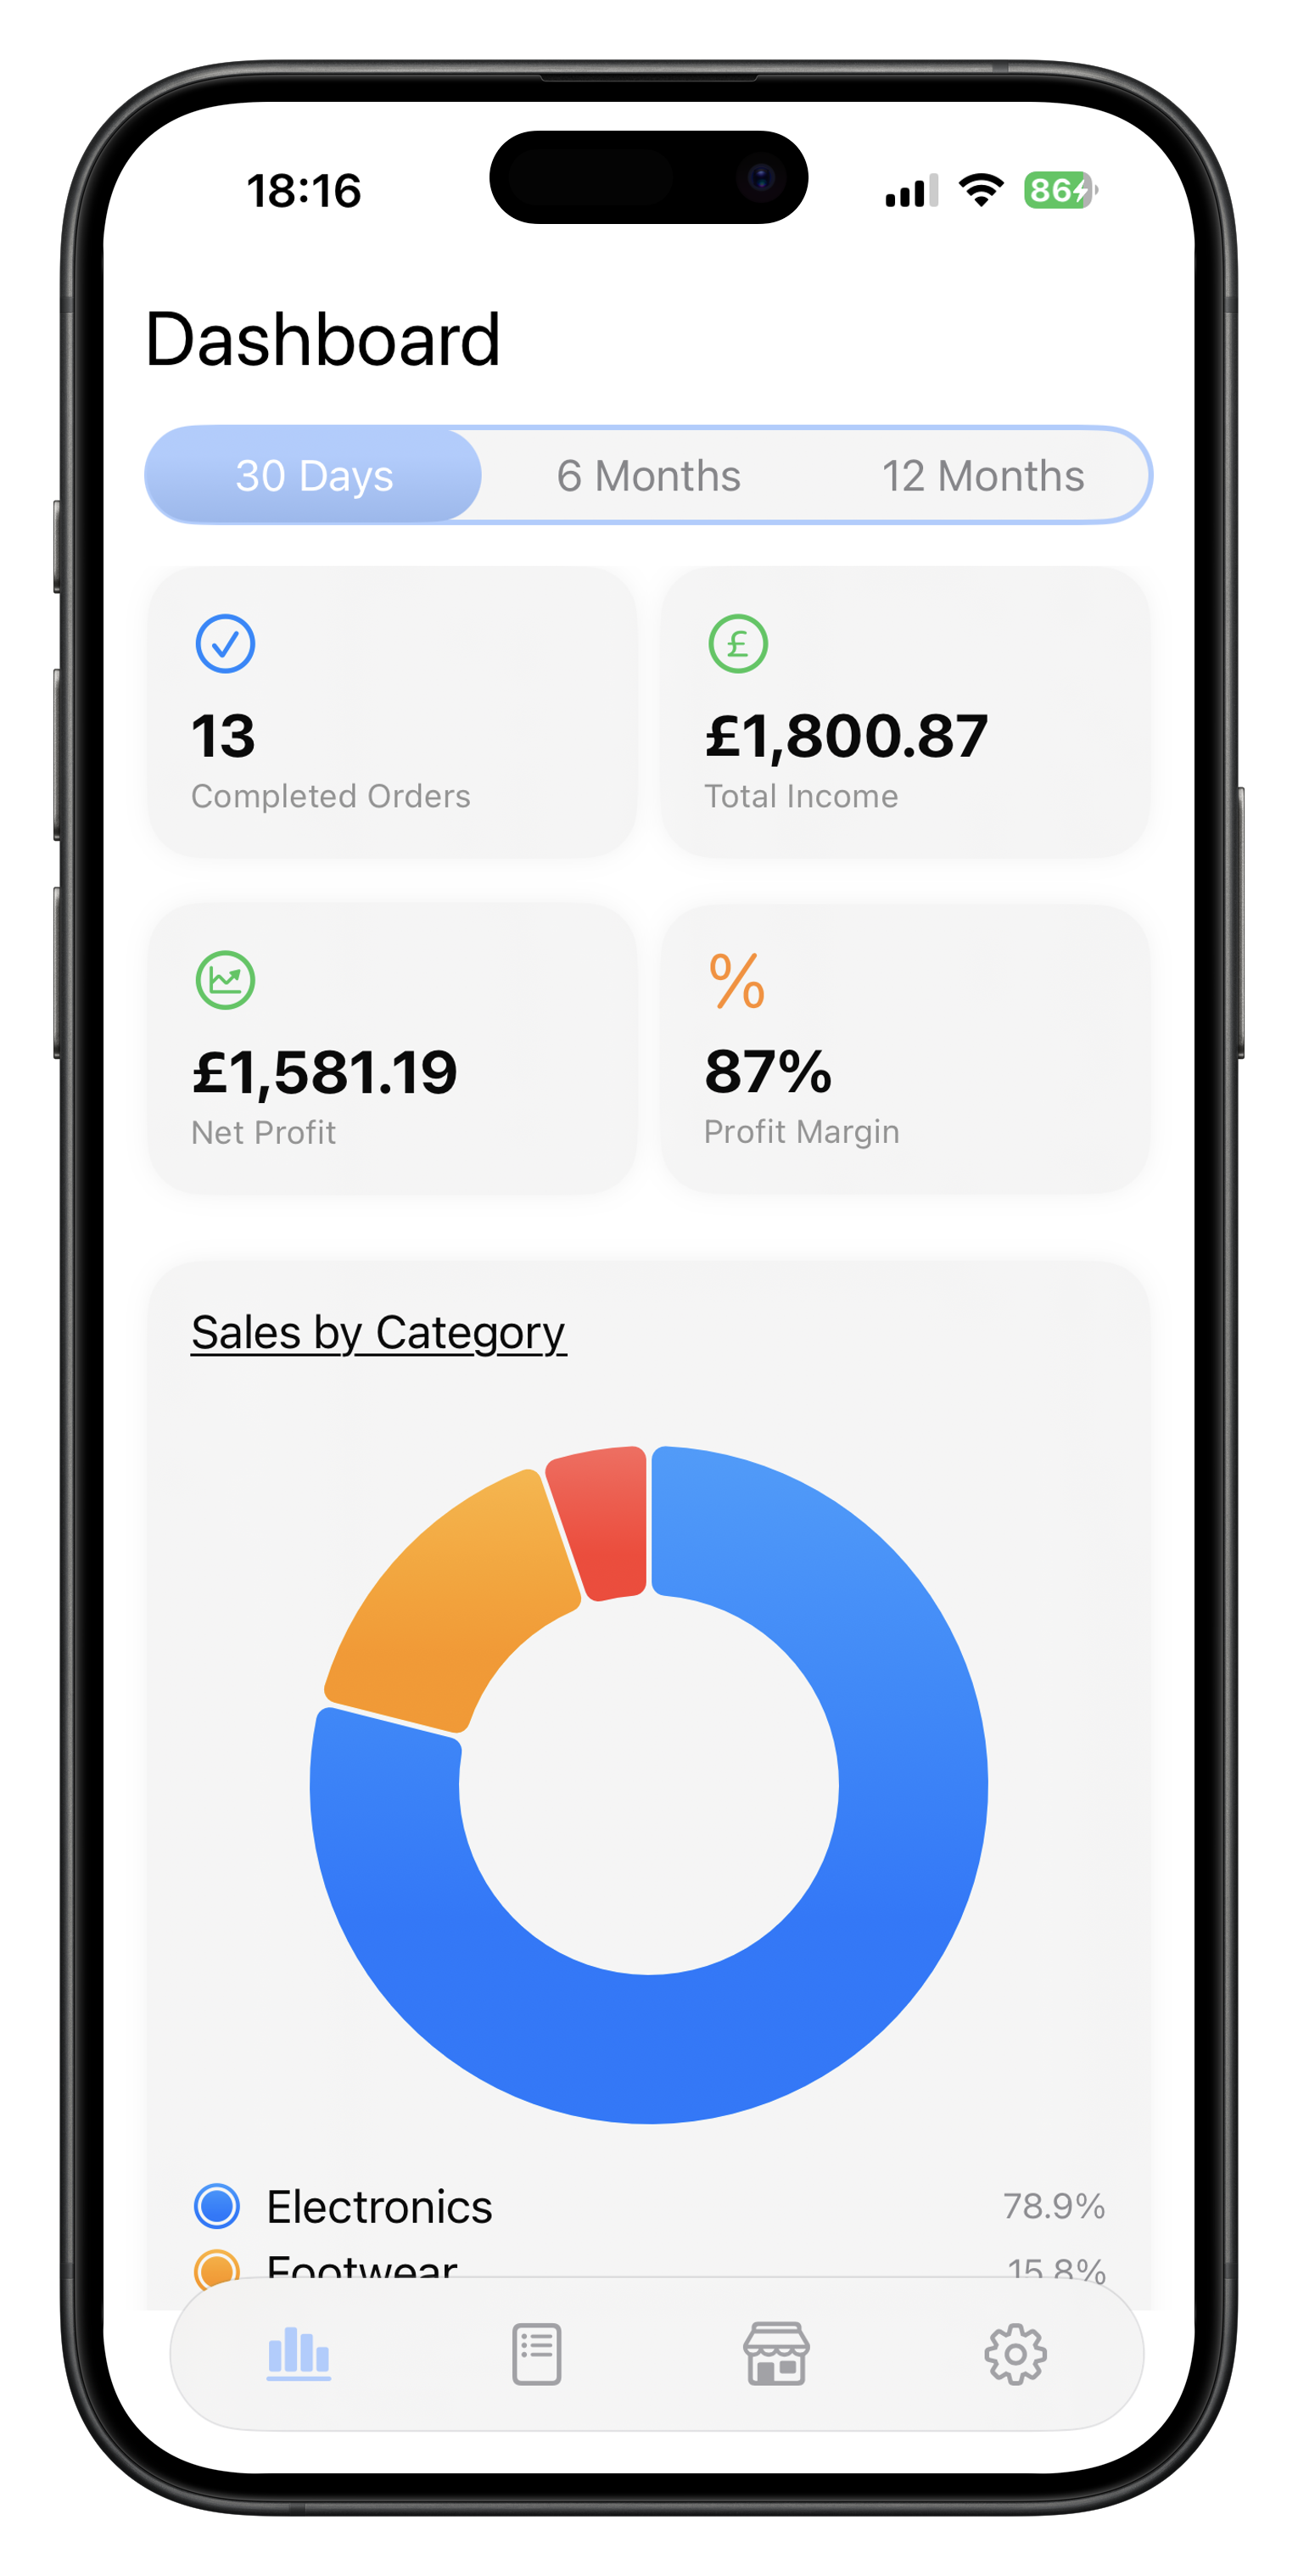 18:16
86
Dashboard
30 Days 6 Months 12 Months
£
13
Completed Orders
£1,800.87
Total Income
%
£1,581.19
Net Profit
87%
Profit Margin
Sales by Category
Electronics 78.9%
Footwear 15.8%